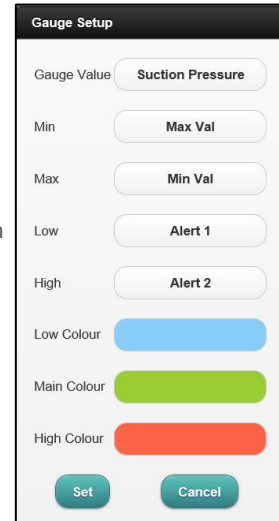 Gauge Setup
Gauge Value Suction Pressure
Min Max Val
Max Min Val
Low Alert 1
High Alert 2
Low Colour
Main Colour
High Colour
Set Cancel